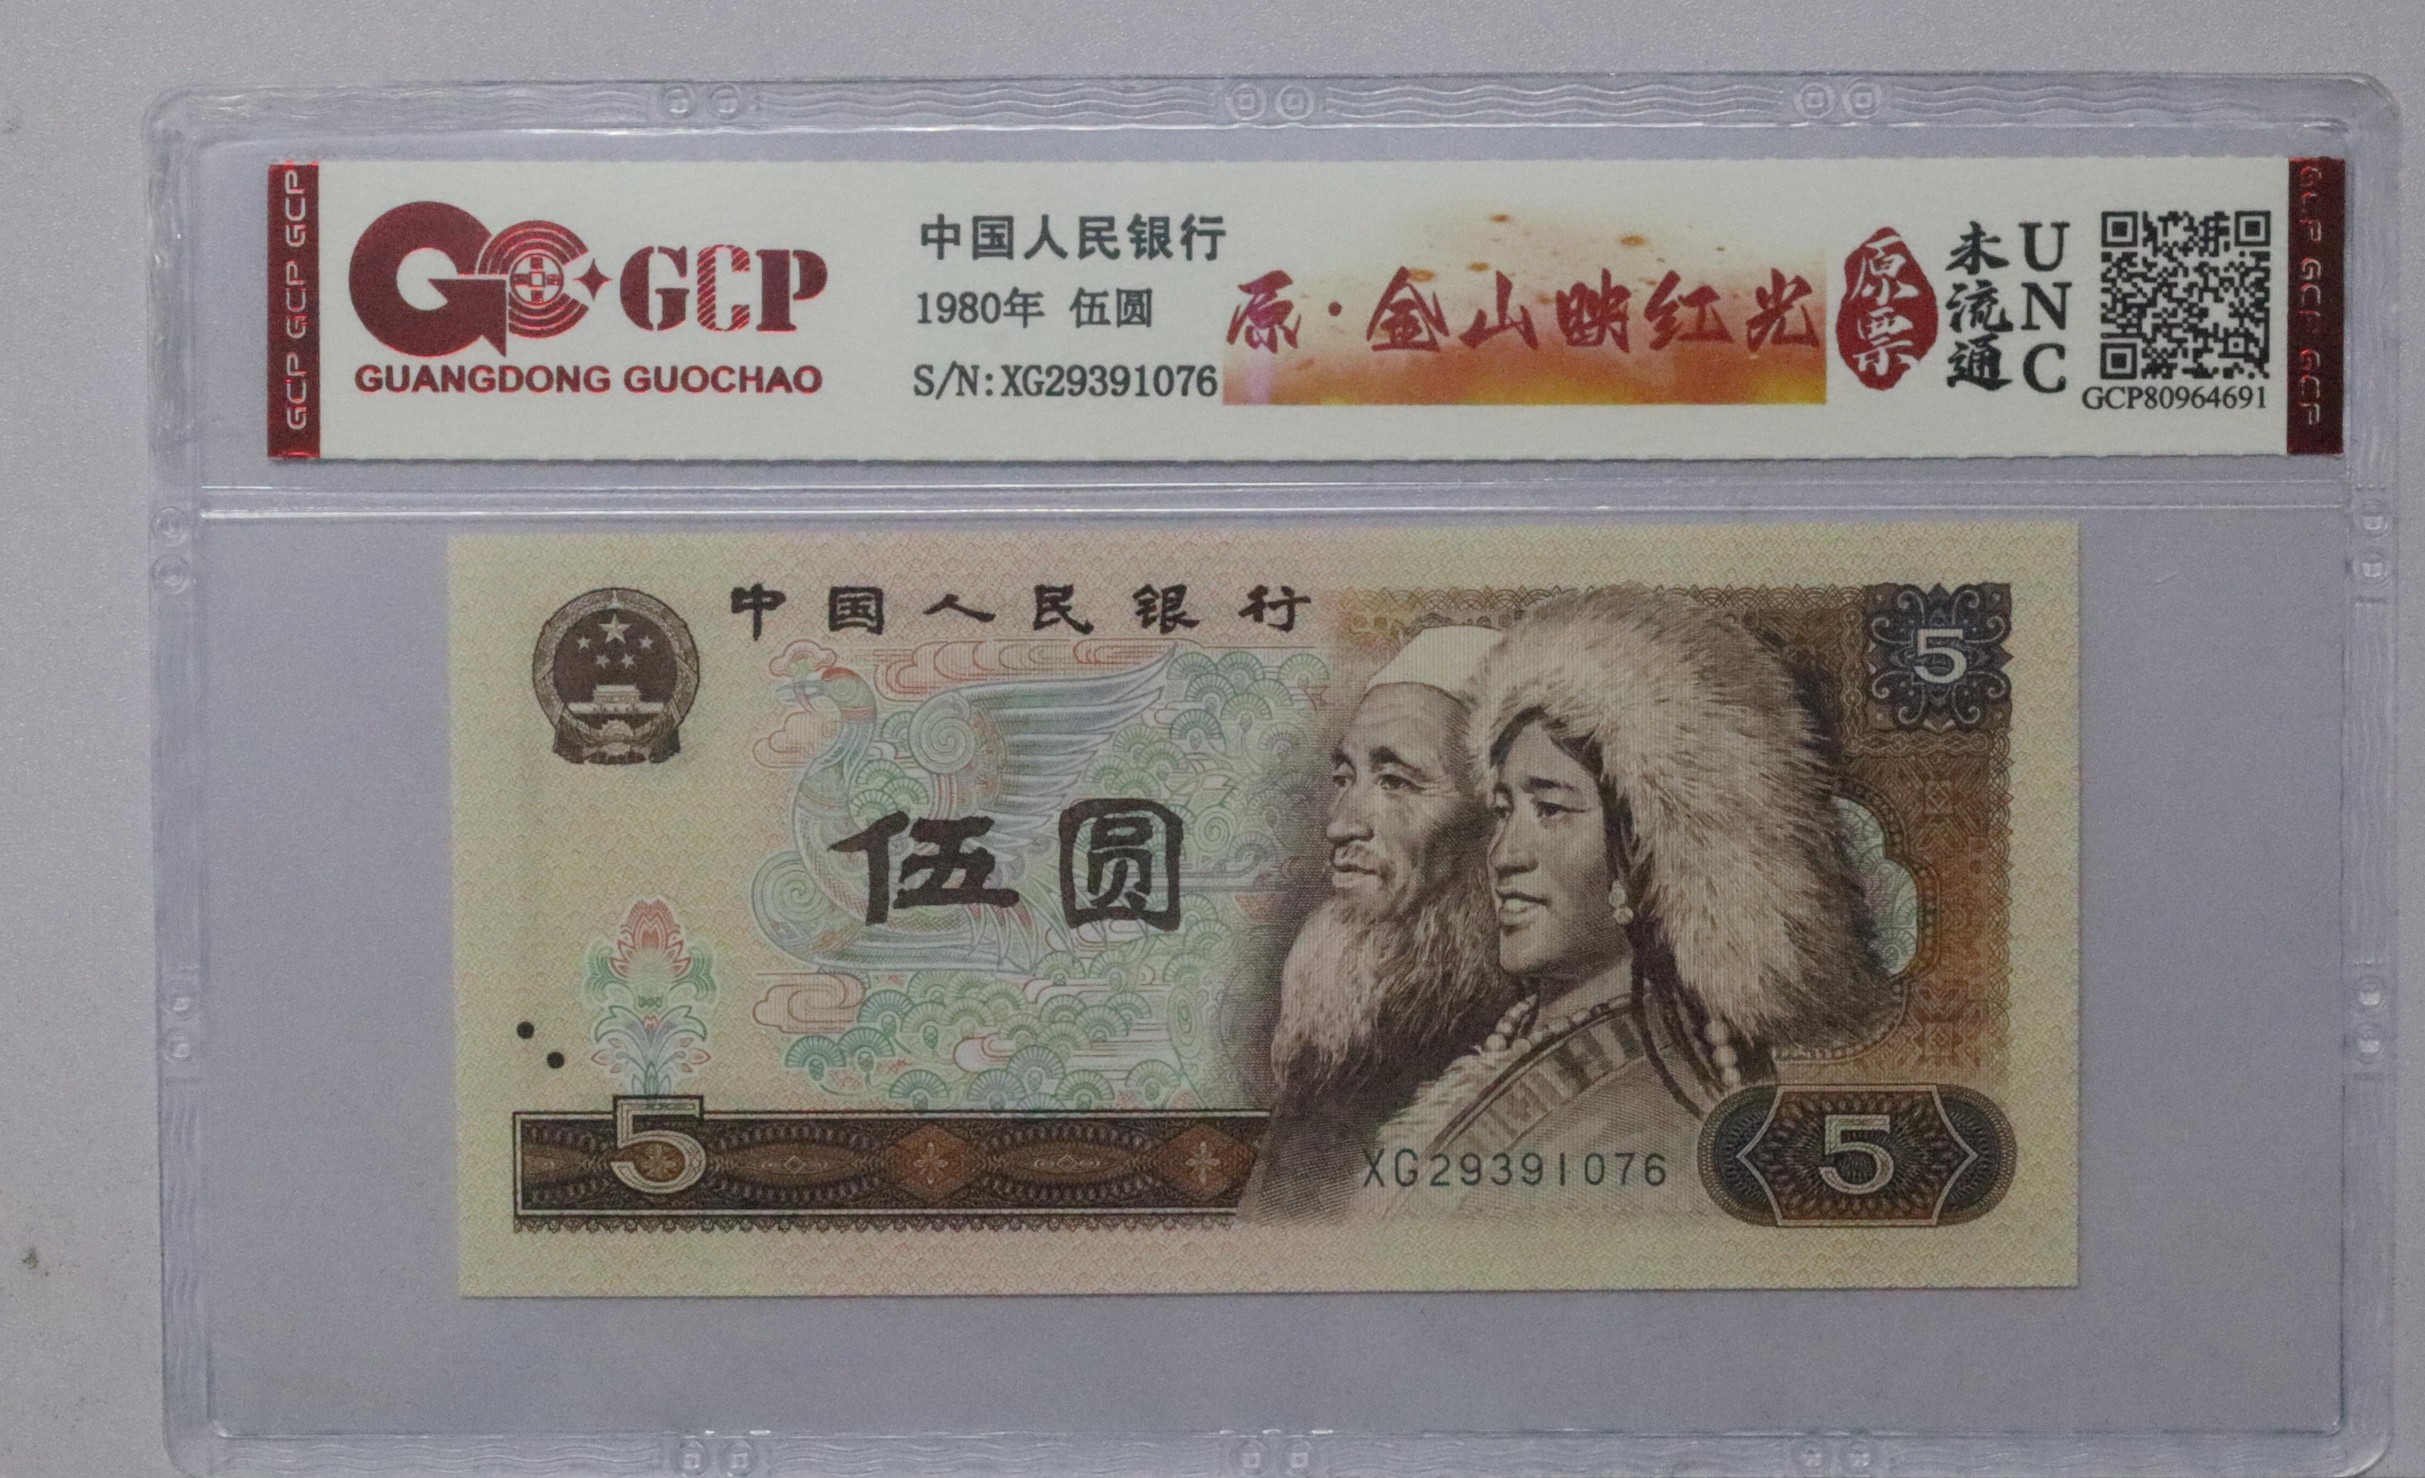 GCP GCP GCP
GCP
GUANGDONG GUOCHAO
中国人民银行
1980年 伍圆
S/N:XG29391076
原·金山映红光
原票
未流通
UNC
GCP80964691
GCP GCP GCP
中国人民银行
5
伍圆
5
XG29391076
5